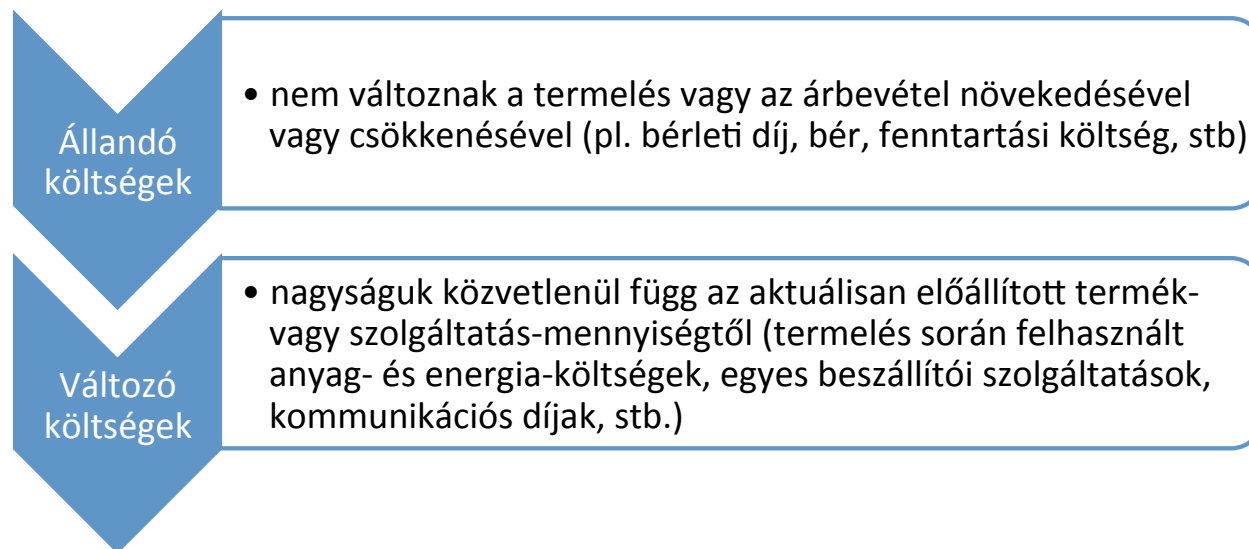 Állandó
költségek
• nem változnak a termelés vagy az árbevétel növekedésével
vagy csökkenésével (pl. bérleti díj, bér, fenntartási költség, stb)
Változó
költségek
• nagyságuk közvetlenül függ az aktuálisan előállított termék-
vagy szolgáltatás-mennyiségtől (termelés során felhasznált
anyag- és energia-költségek, egyes beszállítói szolgáltatások,
kommunikációs díjak, stb.)